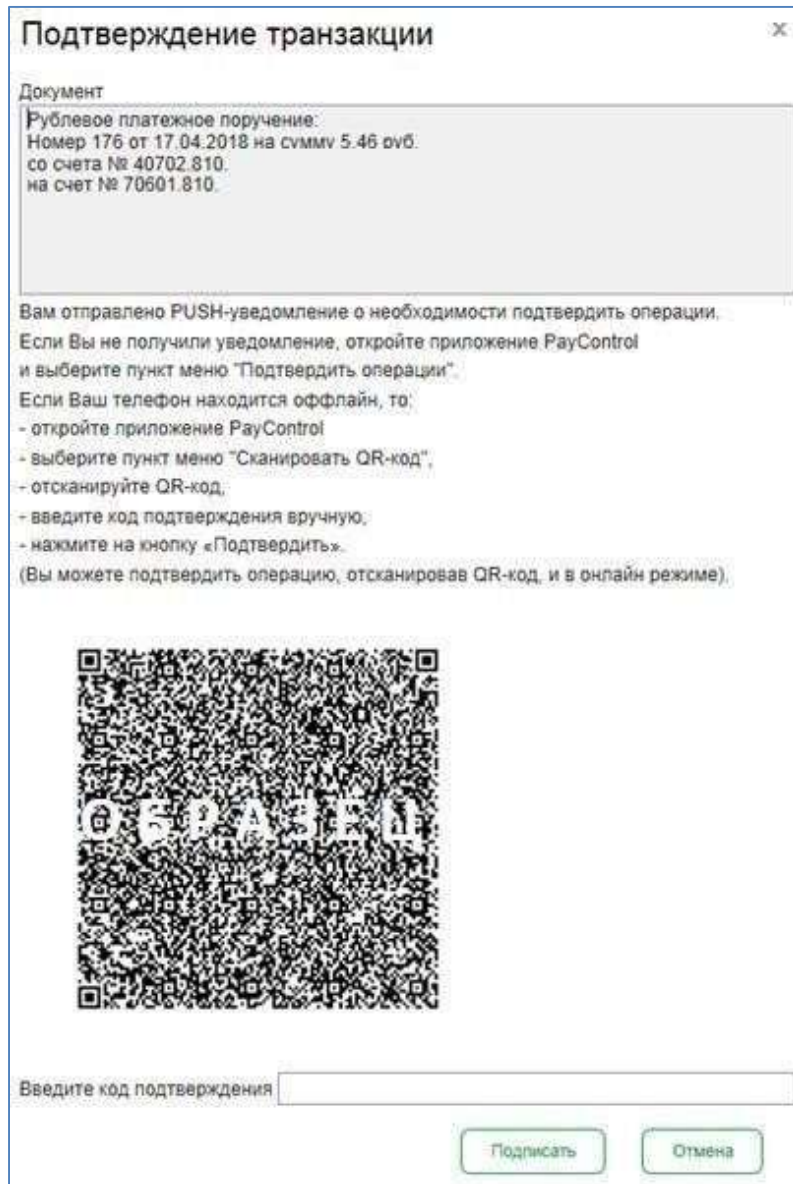 Подтверждение транзакции
x
Документ
Рублевое платежное поручение:
Номер 176 от 17.04.2018 на сумму 5.46 руб.
со счета № 40702.810.
на счет № 70601.810.
Вам отправлено PUSH-уведомление о необходимости подтвердить операции.
Если Вы не получили уведомление, откройте приложение PayControl
и выберите пункт меню "Подтвердить операции".
Если Ваш телефон находится оффлайн, то:
- откройте приложение PayControl
- выберите пункт меню "Сканировать QR-код",
- отсканируйте QR-код,
- введите код подтверждения вручную;
- нажмите на кнопку «Подтвердить».
(Вы можете подтвердить операцию, отсканировав QR-код, и в онлайн режиме).
ОБРАЗЕЦ
Введите код подтверждения
Подписать Отмена